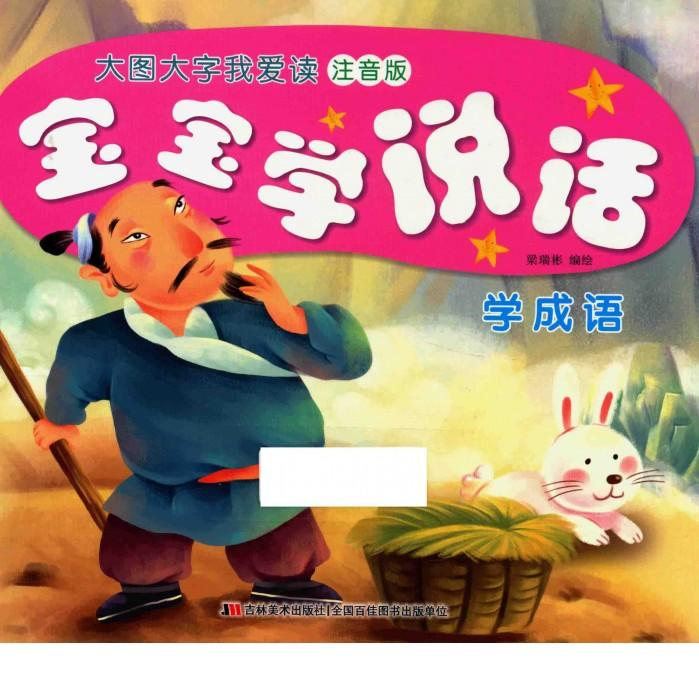 大图大字我爱读 注音版
宝宝学说话
梁瑞彬 编绘
学成语
吉林美术出版社|全国百佳图书出版单位